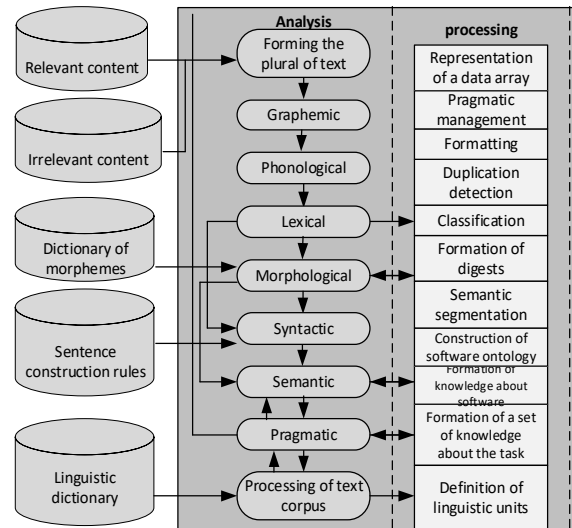 Relevant content
Irrelevant content
Dictionary of
morphemes
Sentence
construction rules
Linguistic
dictionary
Analysis
Forming the
plural of text
Graphemic
Phonological
Lexical
Morphological
Syntactic
Semantic
Pragmatic
Processing of text
corpus
processing
Representation
of a data array
Pragmatic
management
Formatting
Duplication
detection
Classification
Formation of
digests
Semantic
segmentation
Construction
of software ontology
Formation of
knowledge about
software
Formation of a set
of knowledge
about the task
Definition of
linguistic units